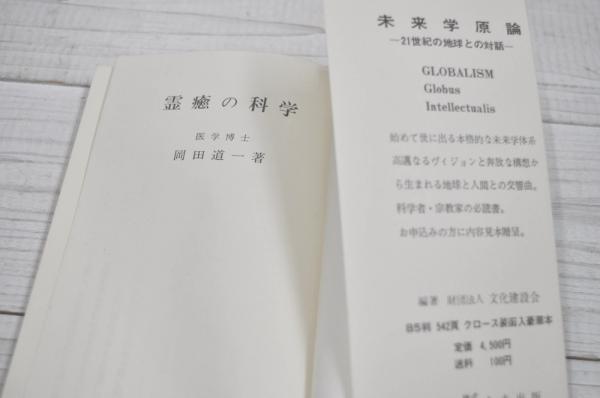 霊癒の科学
医学博士
岡田道一著
未来学原論
―21世紀の地球との対話―
GLOBALISM
Globus
Intellectualis
始めて世に出る本格的な未来学体系
高邁なるヴィジョンと奔放な構想か
ら生まれる地球と人間との交響曲。
科学者・宗教家の必読書。
お申込みの方に内容見本贈呈。
編著 財団法人 文化建設会
B5判 542頁 クロース装函入豪華本
定価 4,500円
送料 100円
出版